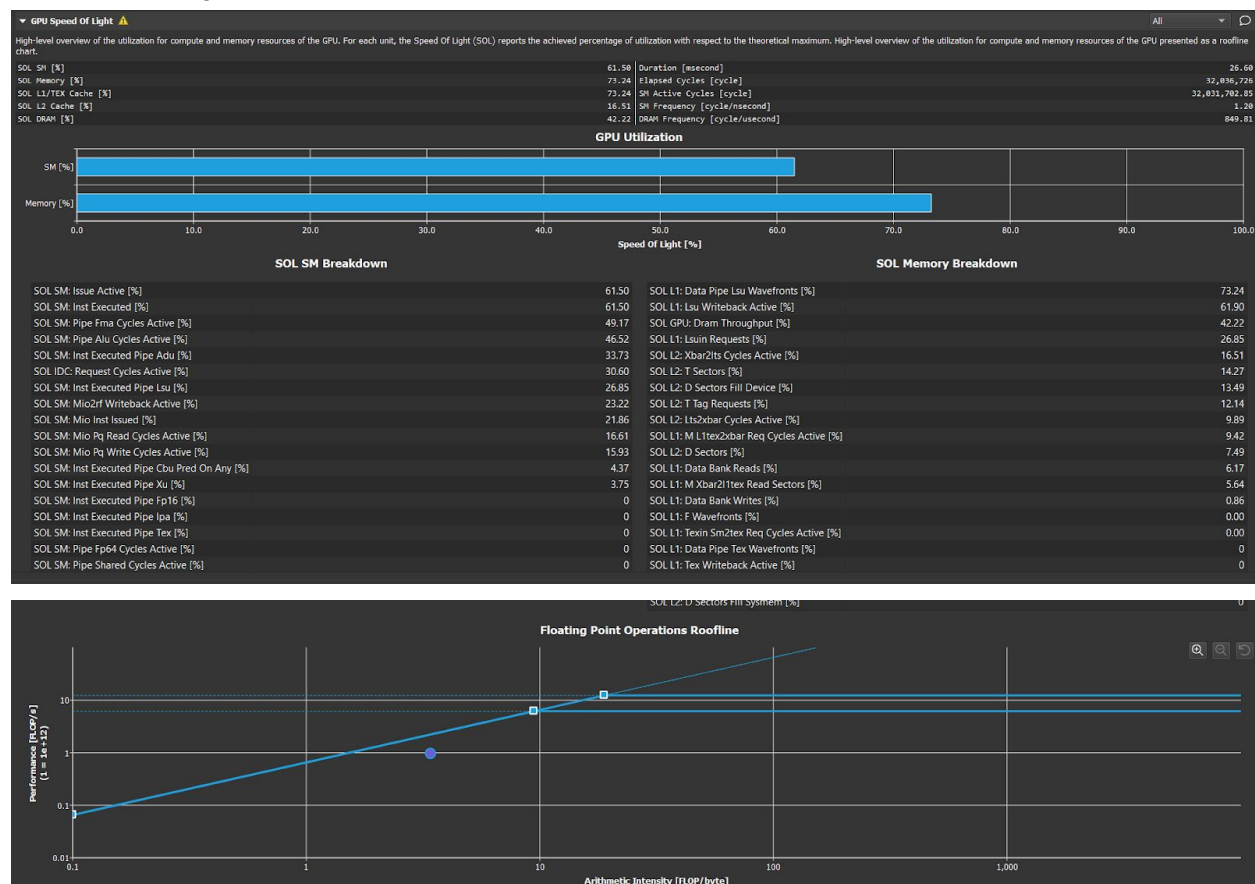 GPU Speed Of Light
All
High-level overview of the utilization for compute and memory resources of the GPU. For each unit, the Speed Of Light (SOL) reports the achieved percentage of utilization with respect to the theoretical maximum. High-level overview of the utilization for compute and memory resources of the GPU presented as a roofline
chart.
SOL SM [%] 61.50 Duration [msecond] 26.60
SOL Memory [%] 73.24 Elapsed Cycles [cycle] 32,036,726
SOL L1/TEX Cache [%] 73.24 SM Active Cycles [cycle] 32,031,702.85
SOL L2 Cache [%] 16.51 SM Frequency [cycle/nsecond] 1.20
SOL DRAM [%] 42.22 DRAM Frequency [cycle/usecond] 849.81
GPU Utilization
SM [%]
Memory [%]
0.0 10.0 20.0 30.0 40.0 50.0 60.0 70.0 80.0 90.0 100.0
Speed Of Light [%]
SOL SM Breakdown
SOL SM: Issue Active [%] 61.50
SOL SM: Inst Executed [%] 61.50
SOL SM: Pipe Fma Cycles Active [%] 49.17
SOL SM: Pipe Alu Cycles Active [%] 46.52
SOL SM: Inst Executed Pipe Adu [%] 33.73
SOL IDC: Request Cycles Active [%] 30.60
SOL SM: Inst Executed Pipe Lsu [%] 26.85
SOL SM: Mio2rf Writeback Active [%] 23.22
SOL SM: Mio Inst Issued [%] 21.86
SOL SM: Mio Pq Read Cycles Active [%] 16.61
SOL SM: Mio Pq Write Cycles Active [%] 15.93
SOL SM: Inst Executed Pipe Cbu Pred On Any [%] 4.37
SOL SM: Inst Executed Pipe Xu [%] 3.75
SOL SM: Inst Executed Pipe Fp16 [%] 0
SOL SM: Inst Executed Pipe Ipa [%] 0
SOL SM: Inst Executed Pipe Tex [%] 0
SOL SM: Pipe Fp64 Cycles Active [%] 0
SOL SM: Pipe Shared Cycles Active [%] 0
SOL Memory Breakdown
SOL L1: Data Pipe Lsu Wavefronts [%] 73.24
SOL L1: Lsu Writeback Active [%] 61.90
SOL GPU: Dram Throughput [%] 42.22
SOL L1: Lsuin Requests [%] 26.85
SOL L2: Xbar2lts Cycles Active [%] 16.51
SOL L2: T Sectors [%] 14.27
SOL L2: D Sectors Fill Device [%] 13.49
SOL L2: T Tag Requests [%] 12.14
SOL L2: Lts2xbar Cycles Active [%] 9.89
SOL L1: M L1tex2xbar Req Cycles Active [%] 9.42
SOL L2: D Sectors [%] 7.49
SOL L1: Data Bank Reads [%] 6.17
SOL L1: M Xbar2l1tex Read Sectors [%] 5.64
SOL L1: Data Bank Writes [%] 0.86
SOL L1: F Wavefronts [%] 0.00
SOL L1: Texin Sm2tex Req Cycles Active [%] 0.00
SOL L1: Data Pipe Tex Wavefronts [%] 0
SOL L1: Tex Writeback Active [%] 0
SOL L2: D Sectors Fill Sysmem [%] 0
Floating Point Operations Roofline
Performance [FLOP/s]
(1 = 1e+12)
10
1
0.1
0.01
0.1 1 10 100 1,000
Arithmetic Intensity [FLOP/byte]